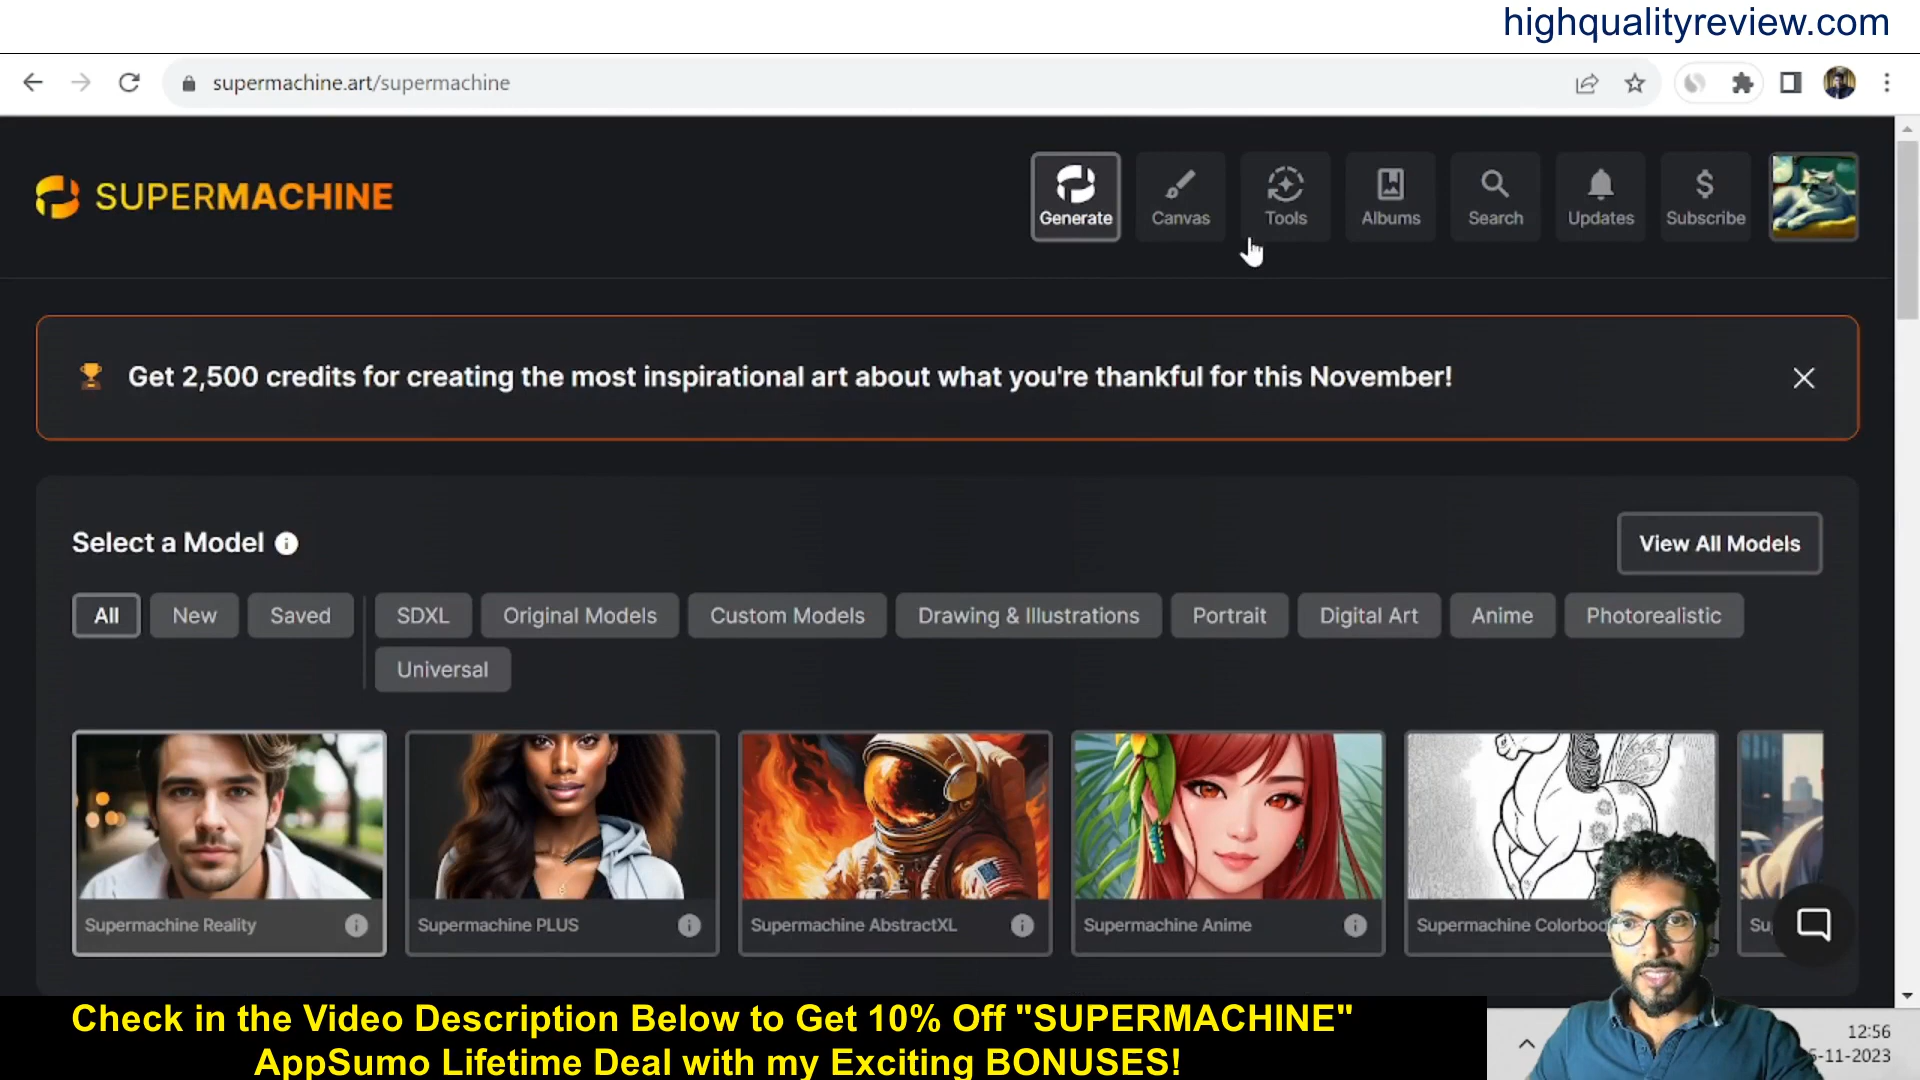 highqualityreview.com
supermachine.art/supermachine
SUPERMACHINE
Generate
Canvas
Tools
Albums
Search
Updates
Subscribe
Get 2,500 credits for creating the most inspirational art about what you're thankful for this November!
Select a Model
View All Models
All
New
Saved
SDXL
Original Models
Custom Models
Drawing & Illustrations
Portrait
Digital Art
Anime
Photorealistic
Universal
Supermachine Reality
Supermachine PLUS
Supermachine AbstractXL
Supermachine Anime
Supermachine
Check in the Video Description Below to Get 10% Off "SUPERMACHINE"
AppSumo Lifetime Deal with my Exciting BONUSES!
12:56
5-11-2023